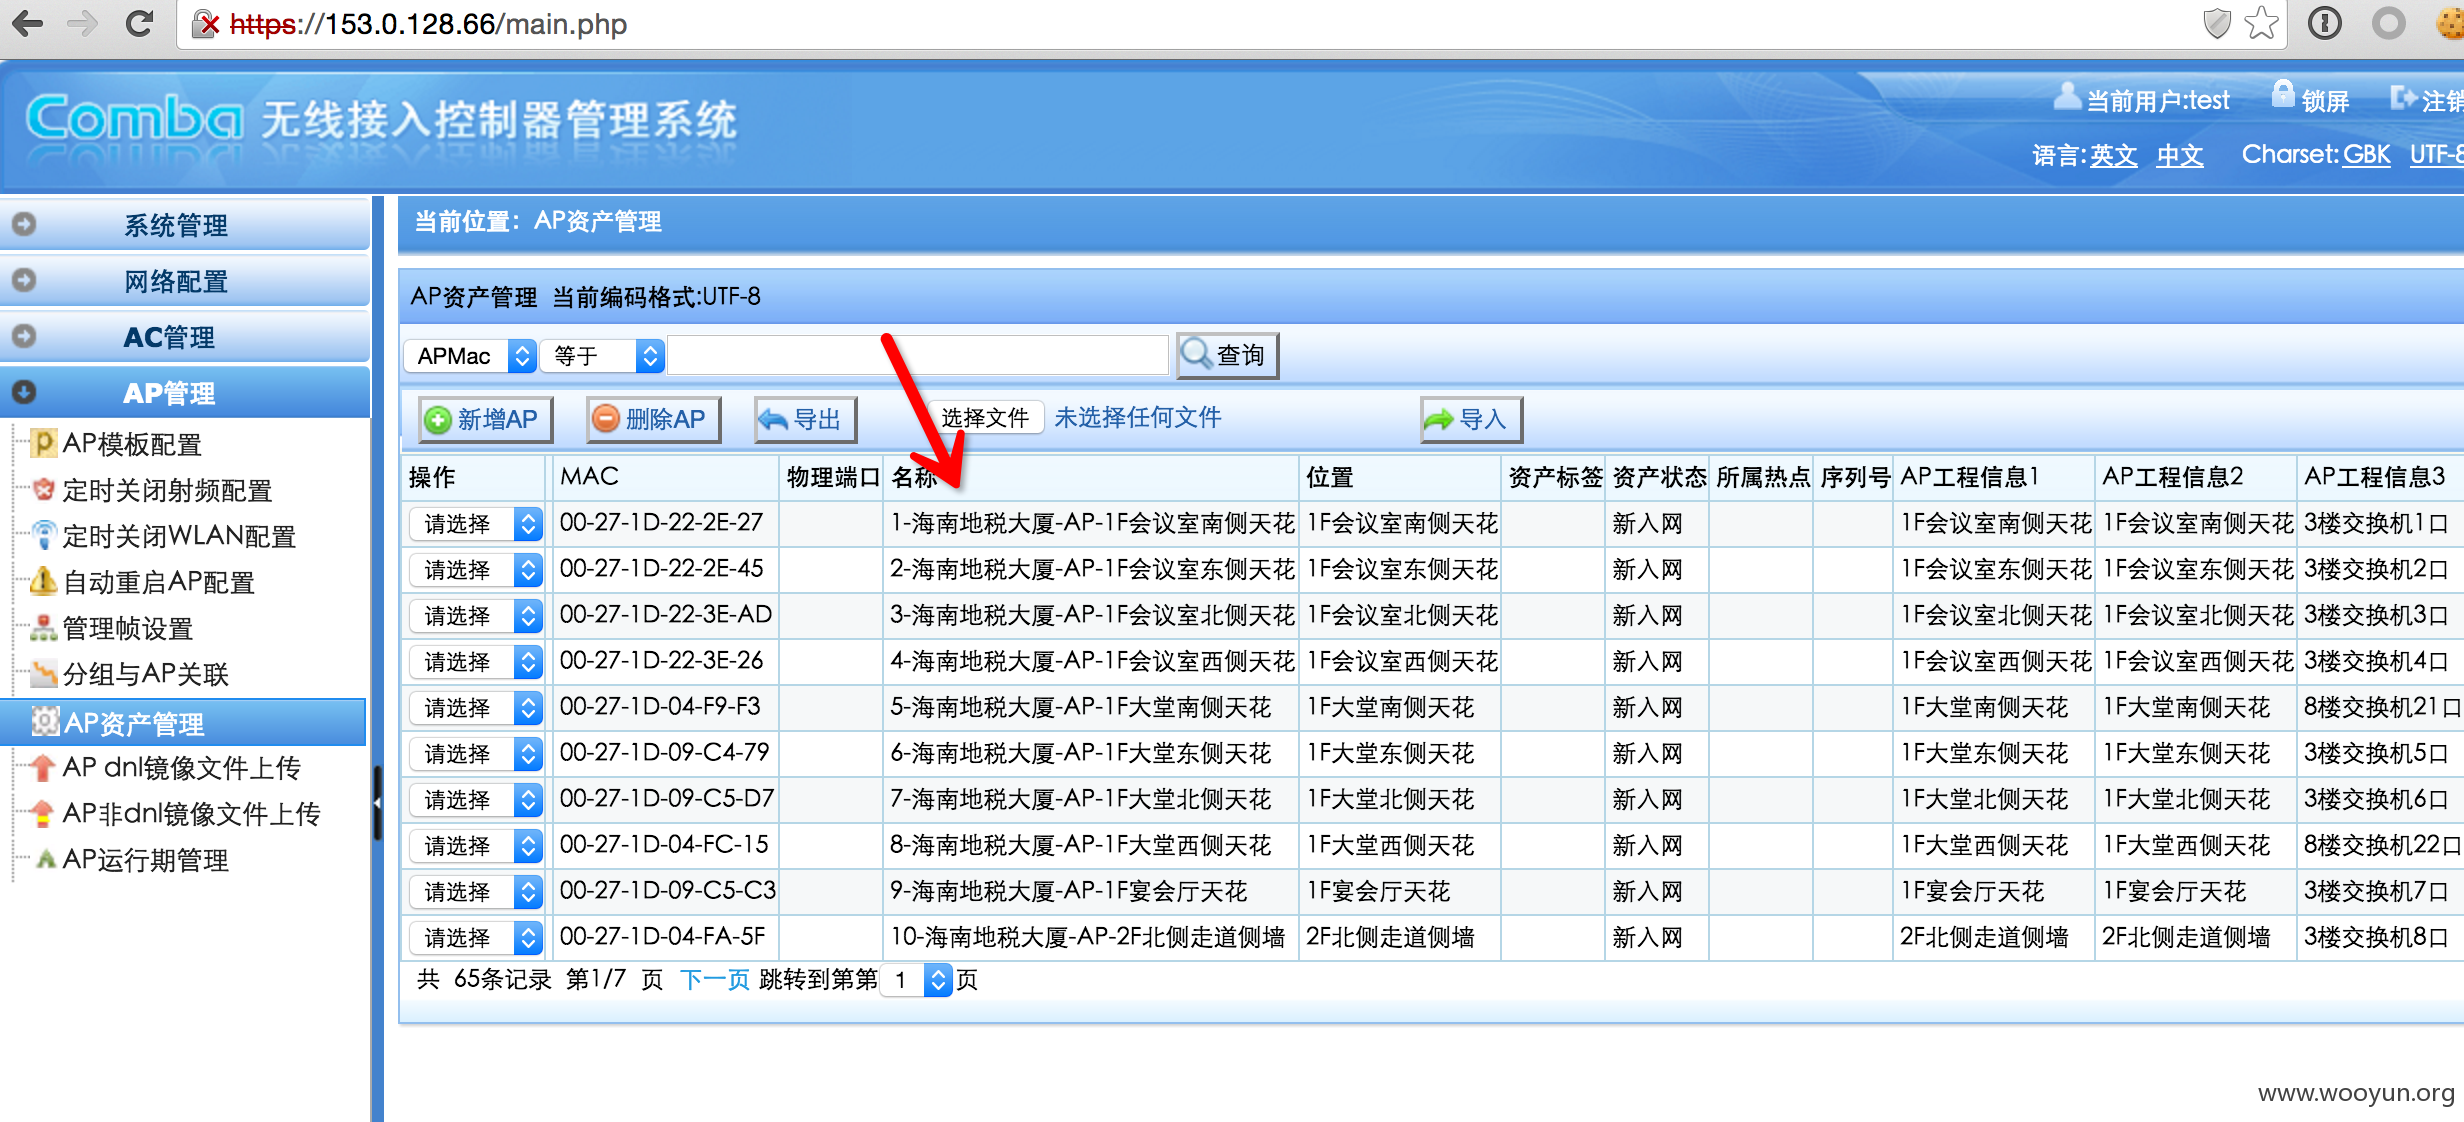 https://153.0.128.66/main.php
Comba 无线接入控制器管理系统
当前用户:test 锁屏 注销
语言:英文 中文 Charset:GBK UTF-8
系统管理
网络配置
AC管理
AP管理
AP模板配置
定时关闭射频配置
定时关闭WLAN配置
自动重启AP配置
管理帧设置
分组与AP关联
AP资产管理
AP dnl镜像文件上传
AP非dnl镜像文件上传
AP运行期管理
当前位置: AP资产管理
AP资产管理 当前编码格式:UTF-8
APMac 等于 查询
新增AP 删除AP 导出 选择文件 未选择任何文件 导入
操作 MAC 物理端口 名称 位置 资产标签 资产状态 所属热点 序列号 AP工程信息1 AP工程信息2 AP工程信息3
请选择 00-27-1D-22-2E-27 1-海南地税大厦-AP-1F会议室南侧天花 1F会议室南侧天花 新入网 1F会议室南侧天花 1F会议室南侧天花 3楼交换机1口
请选择 00-27-1D-22-2E-45 2-海南地税大厦-AP-1F会议室东侧天花 1F会议室东侧天花 新入网 1F会议室东侧天花 1F会议室东侧天花 3楼交换机2口
请选择 00-27-1D-22-3E-AD 3-海南地税大厦-AP-1F会议室北侧天花 1F会议室北侧天花 新入网 1F会议室北侧天花 1F会议室北侧天花 3楼交换机3口
请选择 00-27-1D-22-3E-26 4-海南地税大厦-AP-1F会议室西侧天花 1F会议室西侧天花 新入网 1F会议室西侧天花 1F会议室西侧天花 3楼交换机4口
请选择 00-27-1D-04-F9-F3 5-海南地税大厦-AP-1F大堂南侧天花 1F大堂南侧天花 新入网 1F大堂南侧天花 1F大堂南侧天花 8楼交换机21口
请选择 00-27-1D-09-C4-79 6-海南地税大厦-AP-1F大堂东侧天花 1F大堂东侧天花 新入网 1F大堂东侧天花 1F大堂东侧天花 3楼交换机5口
请选择 00-27-1D-09-C5-D7 7-海南地税大厦-AP-1F大堂北侧天花 1F大堂北侧天花 新入网 1F大堂北侧天花 1F大堂北侧天花 3楼交换机6口
请选择 00-27-1D-04-FC-15 8-海南地税大厦-AP-1F大堂西侧天花 1F大堂西侧天花 新入网 1F大堂西侧天花 1F大堂西侧天花 8楼交换机22口
请选择 00-27-1D-09-C5-C3 9-海南地税大厦-AP-1F宴会厅天花 1F宴会厅天花 新入网 1F宴会厅天花 1F宴会厅天花 3楼交换机7口
请选择 00-27-1D-04-FA-5F 10-海南地税大厦-AP-2F北侧走道侧墙 2F北侧走道侧墙 新入网 2F北侧走道侧墙 2F北侧走道侧墙 3楼交换机8口
共 65条记录 第1/7 页 下一页 跳转到第第 1 页
www.wooyun.org